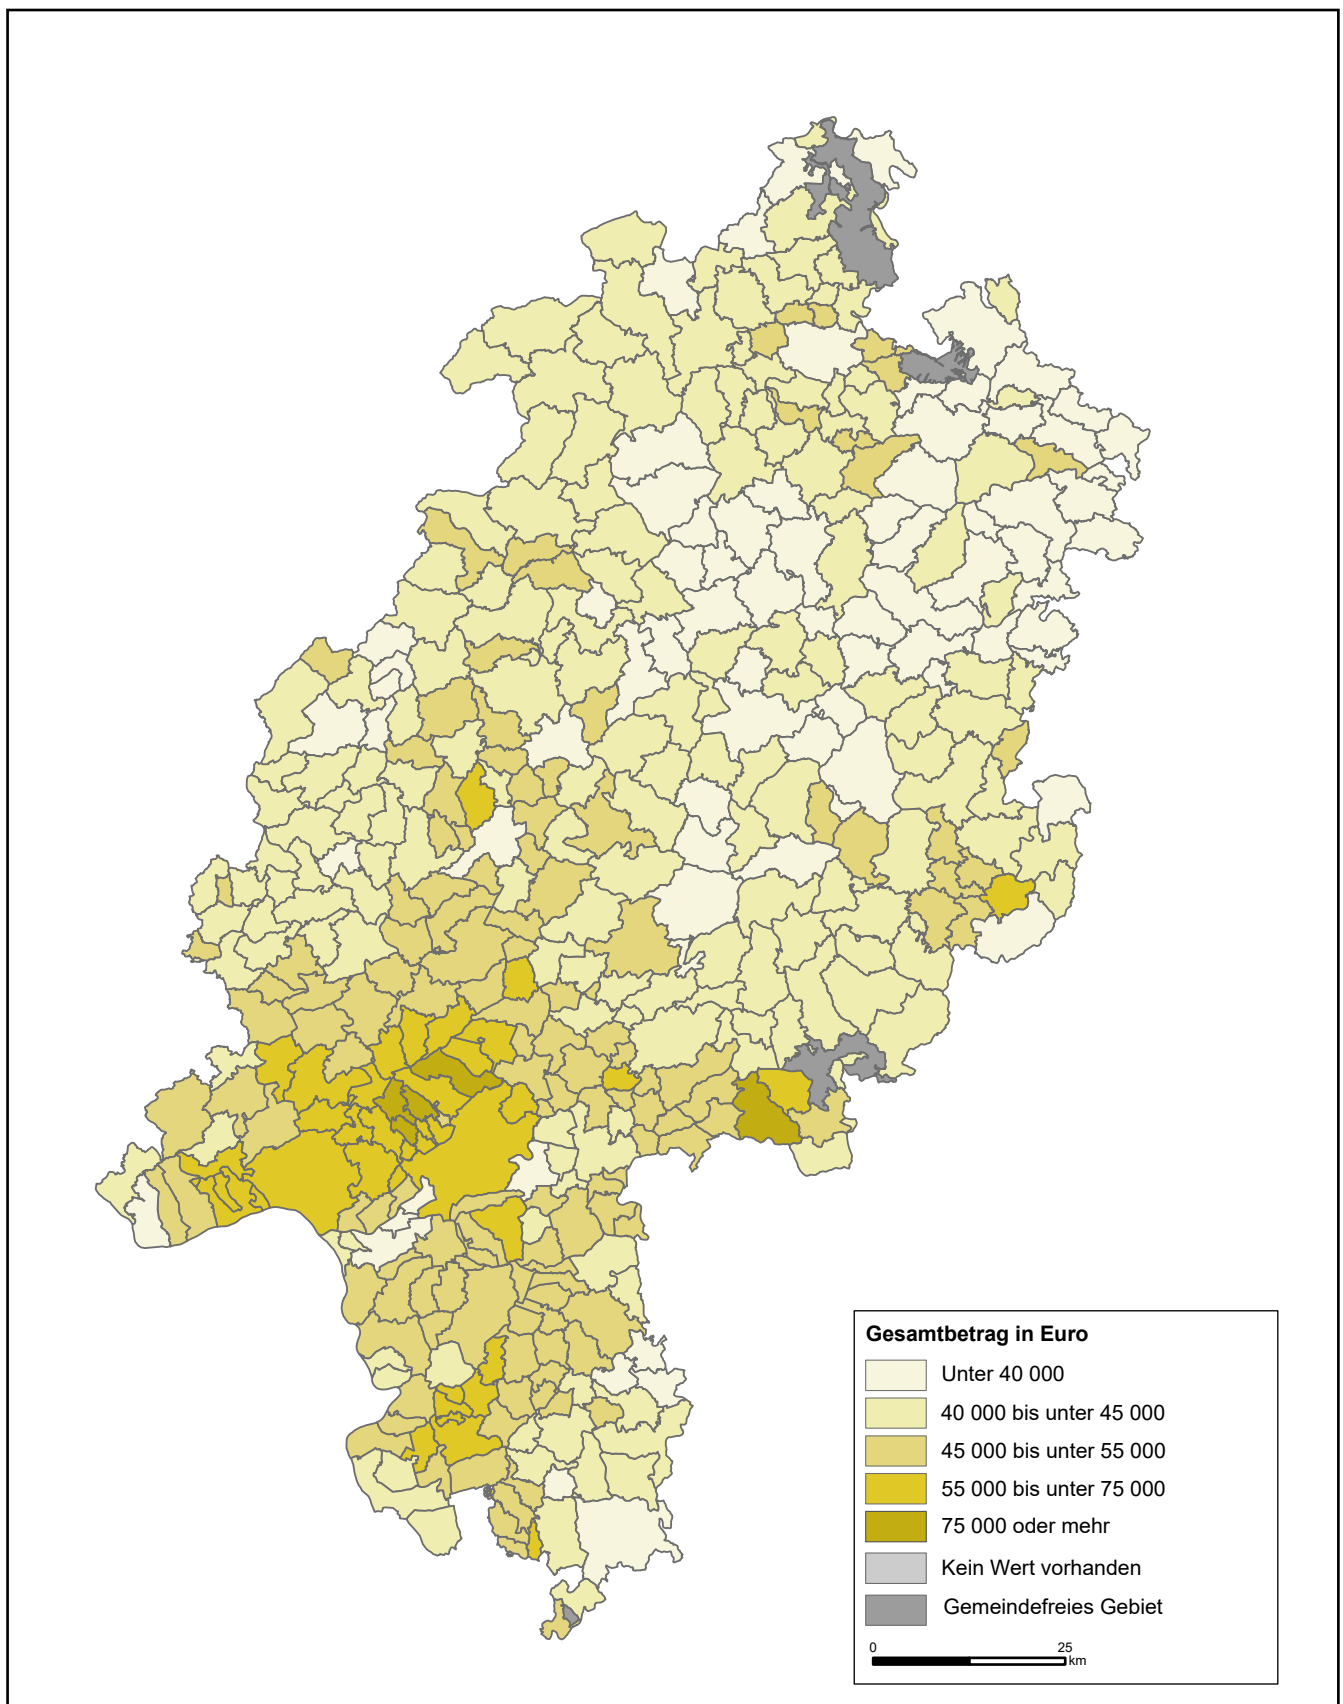 Gesamtbetrag in Euro
Unter 40 000
40 000 bis unter 45 000
45 000 bis unter 55 000
55 000 bis unter 75 000
75 000 oder mehr
Kein Wert vorhanden
Gemeindefreies Gebiet
0 25
km